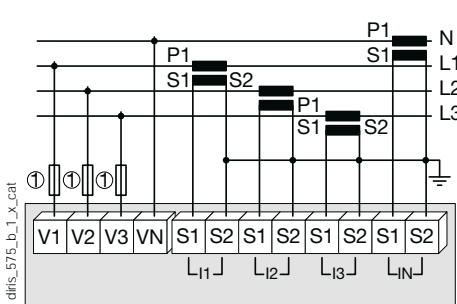 P1 N
S1
P1 L1
S1 S2
L2
P1 L3
S1 S2
① ① ①
V1 V2 V3 VN S1 S2 S1 S2 S1 S2 S1 S2
I1 I2 I3 IN
diris_575_b_1_x_cat